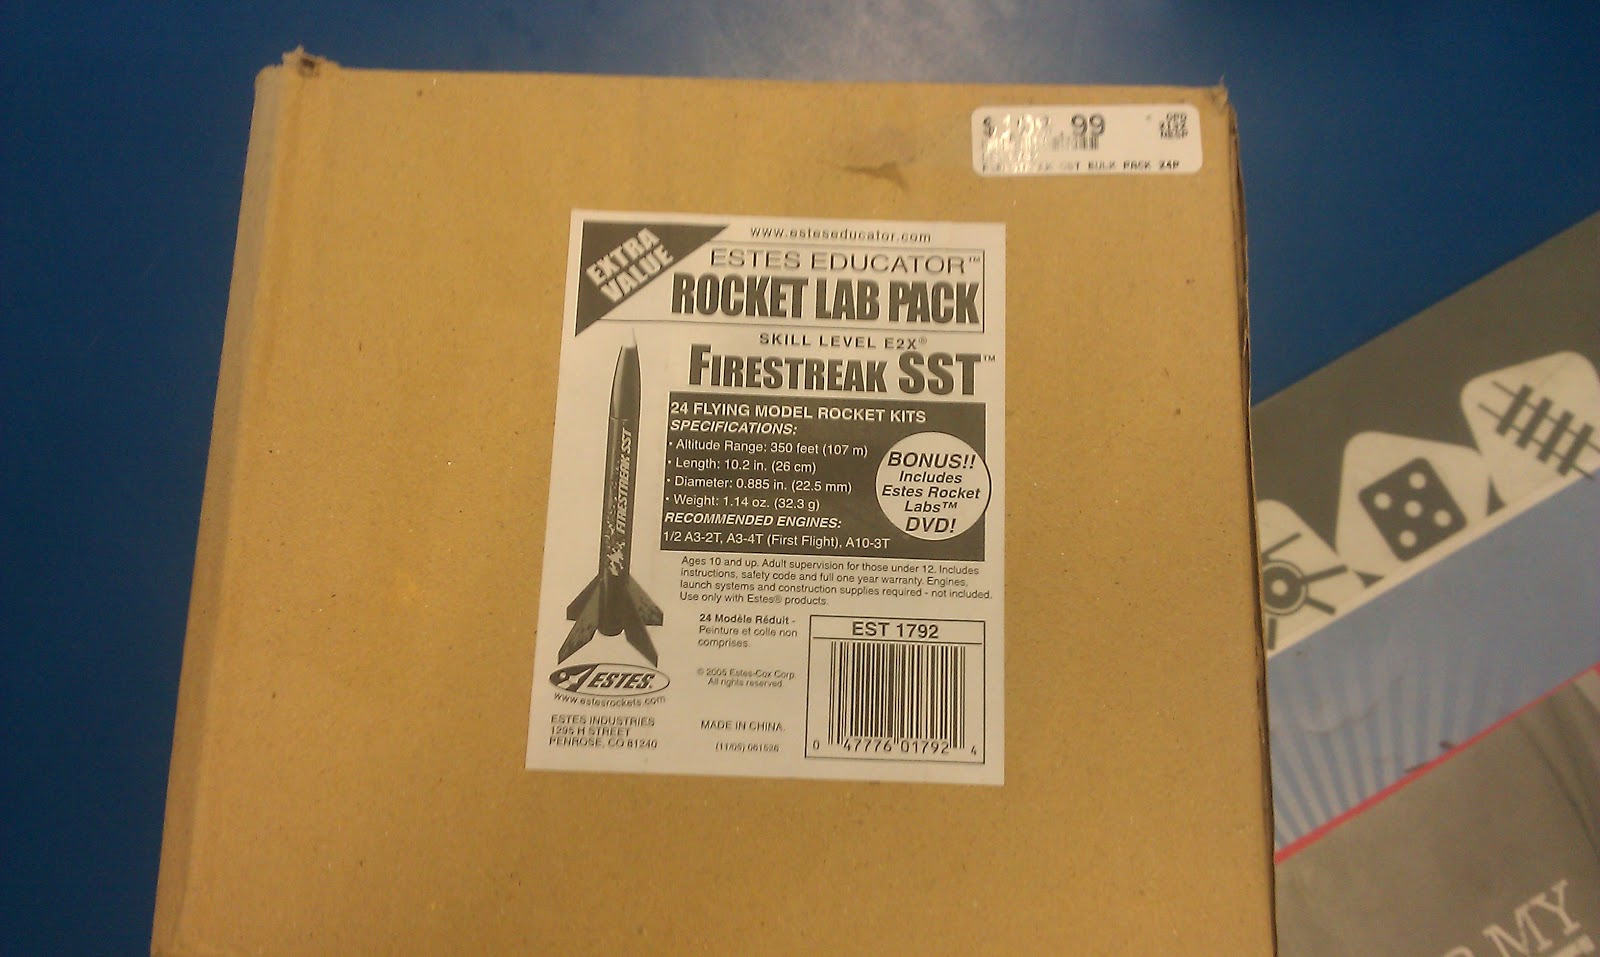 .99
BULK PACK 24P
www.esteseducator.com
EXTRA
VALUE
ESTES EDUCATOR™
ROCKET LAB PACK
SKILL LEVEL E2X®
FIRESTREAK SST™
24 FLYING MODEL ROCKET KITS
SPECIFICATIONS:
• Altitude Range: 350 feet (107 m)
• Length: 10.2 in. (26 cm)
• Diameter: 0.885 in. (22.5 mm)
• Weight: 1.14 oz. (32.3 g)
RECOMMENDED ENGINES:
1/2 A3-2T, A3-4T (First Flight), A10-3T
BONUS!!
Includes
Estes Rocket
Labs™
DVD!
FIRESTREAK SST
Ages 10 and up. Adult supervision for those under 12. Includes
instructions, safety code and full one year warranty. Engines,
launch systems and construction supplies required - not included.
Use only with Estes® products.
24 Modèle Réduit -
Peinture et colle non
comprises.
© 2005 Estes-Cox Corp.
All rights reserved.
MADE IN CHINA.
(11/05) 061526
ESTES®
www.estesrockets.com
ESTES INDUSTRIES
1295 H STREET
PENROSE, CO 81240
EST 1792
0 47776 01792 4
MY